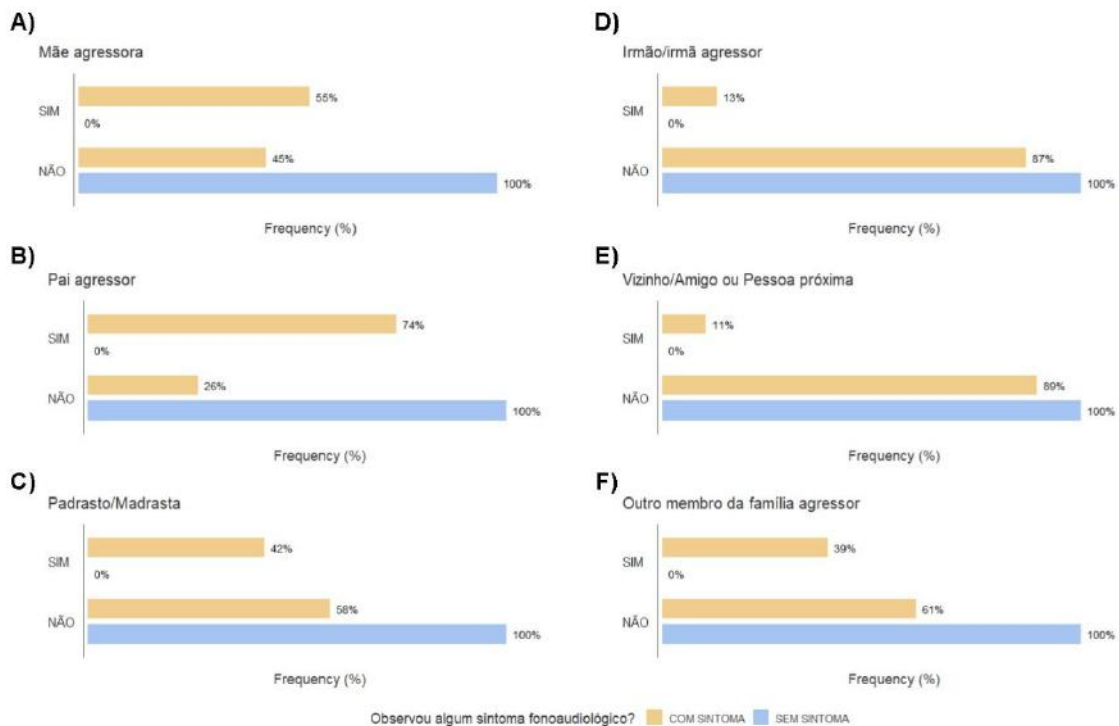 A)
Mãe agressora
SIM
55%
0%
NÃO
45%
100%
Frequency (%)
B)
Pai agressor
SIM
74%
0%
NÃO
26%
100%
Frequency (%)
C)
Padrasto/Madrasta
SIM
42%
0%
NÃO
58%
100%
Frequency (%)
D)
Irmão/irmã agressor
SIM
13%
0%
NÃO
87%
100%
Frequency (%)
E)
Vizinho/Amigo ou Pessoa próxima
SIM
11%
0%
NÃO
89%
100%
Frequency (%)
F)
Outro membro da família agressor
SIM
39%
0%
NÃO
61%
100%
Frequency (%)
Observou algum sintoma fonoaudiológico? COM SINTOMA SEM SINTOMA